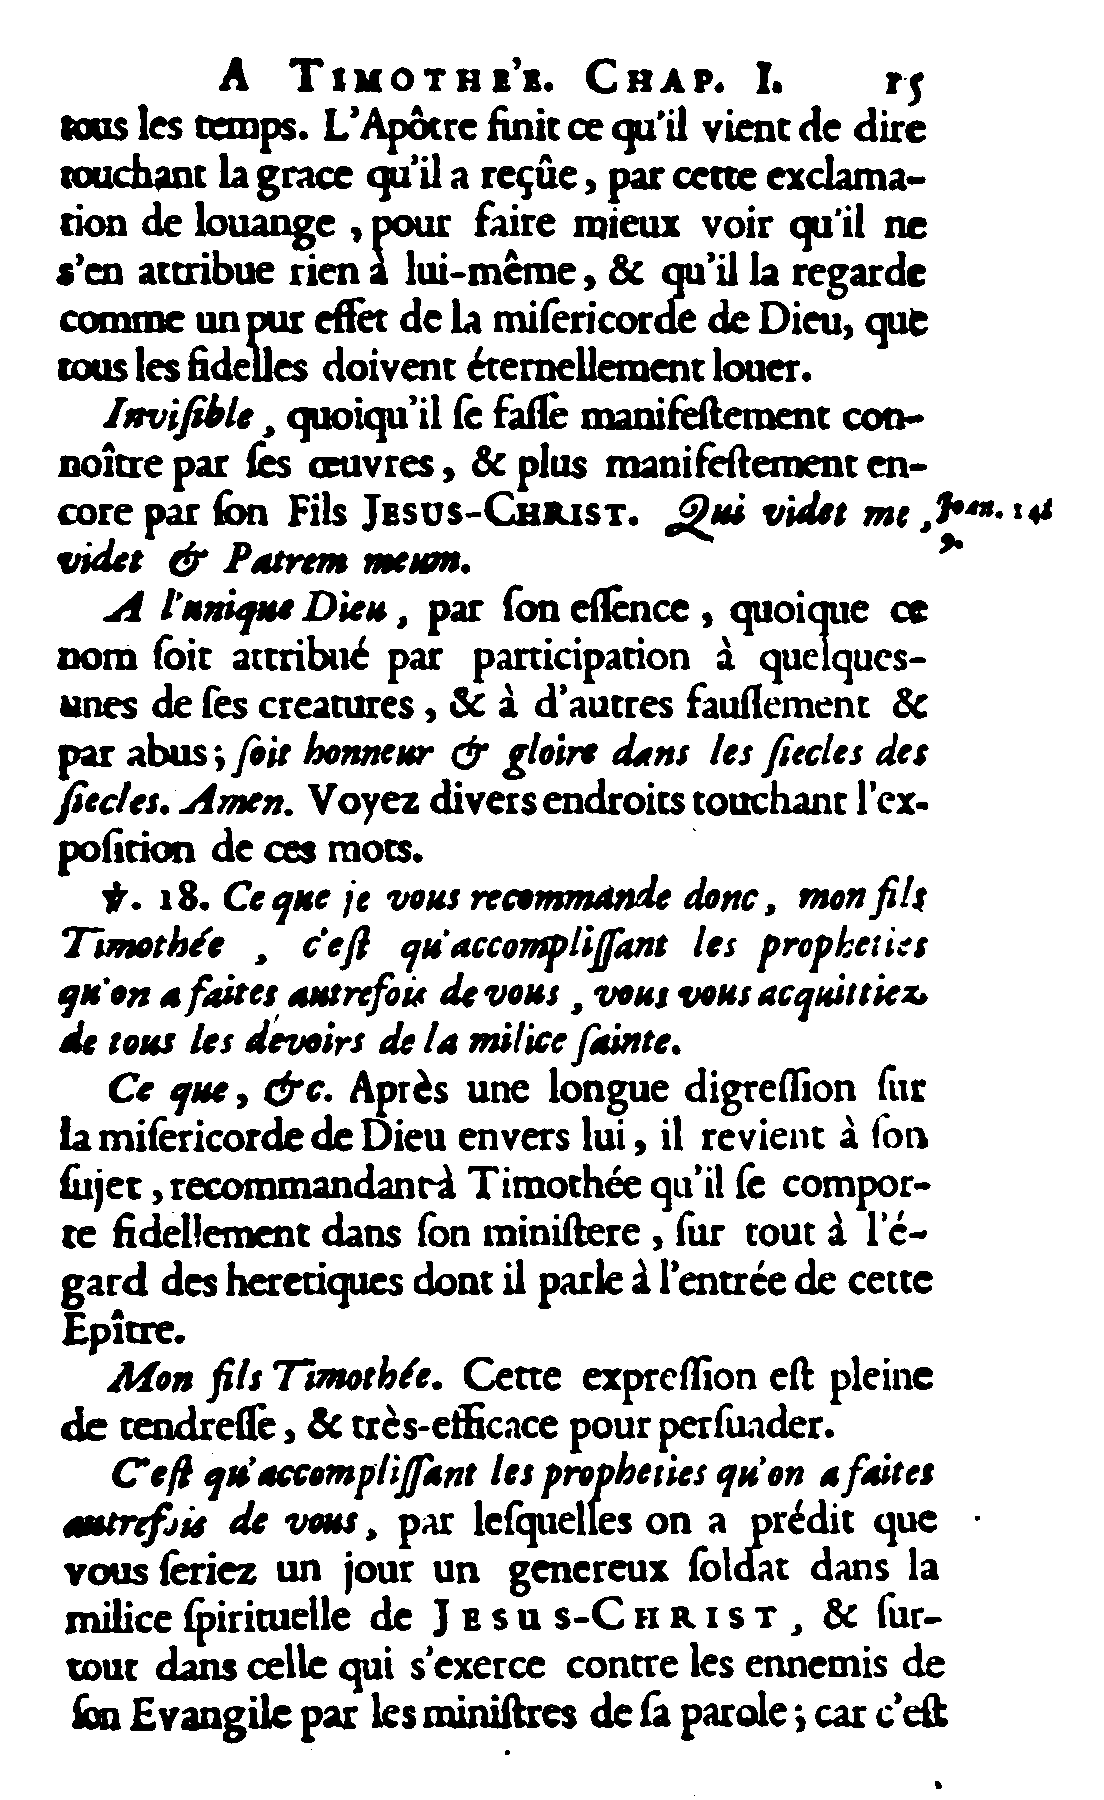 A TIMOTHE'E. CHAP. I. 15
tous les temps. L'Apôtre finit ce qu'il vient de dire
touchant la grace qu'il a reçûe, par cette exclama-
tion de louange, pour faire mieux voir qu'il ne
s'en attribue rien à lui-même, & qu'il la regarde
comme un pur effet de la miſericorde de Dieu, que
tous les fidelles doivent éternellement louer.
Inviſible, quoiqu'il ſe faſſe manifeſtement con-
noître par ſes œuvres, & plus manifeſtement en-
core par ſon Fils JESUS-CHRIST. Qui videt me, Joan. 14.
videt & Patrem meum. 9.
A l'unique Dieu, par ſon eſſence, quoique ce
nom ſoit attribué par participation à quelques-
unes de ſes creatures, & à d'autres fauſſement &
par abus; ſoit honneur & gloire dans les ſiecles des
ſiecles. Amen. Voyez divers endroits touchant l'ex-
poſition de ces mots.
℣. 18. Ce que je vous recommande donc, mon fils
Timothée, c'eſt qu'accompliſſant les propheties
qu'on a faites autrefois de vous, vous vous acquittiez
de tous les devoirs de la milice ſainte.
Ce que, &c. Après une longue digreſſion ſur
la miſericorde de Dieu envers lui, il revient à ſon
ſujet, recommandant à Timothée qu'il ſe compor-
te fidellement dans ſon miniſtere, ſur tout à l'é-
gard des heretiques dont il parle à l'entrée de cette
Epître.
Mon fils Timothée. Cette expreſſion eſt pleine
de tendreſſe, & très-efficace pour perſuader.
C'eſt qu'accompliſſant les propheties qu'on a faites
autrefois de vous, par leſquelles on a prédit que
vous ſeriez un jour un genereux ſoldat dans la
milice ſpirituelle de JESUS-CHRIST, & ſur-
tout dans celle qui s'exerce contre les ennemis de
ſon Evangile par les miniſtres de ſa parole; car c'eſt